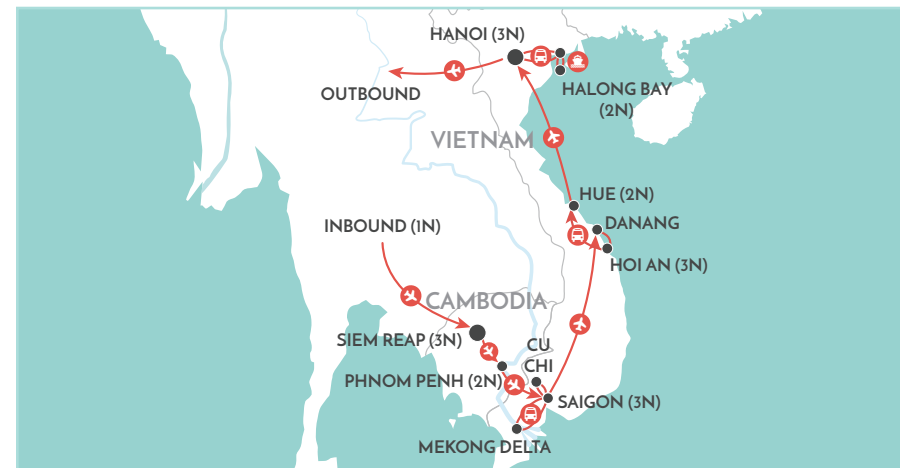 HANOI (3N)
OUTBOUND
HALONG BAY
(2N)
VIETNAM
HUE (2N)
DANANG
INBOUND (1N)
HOI AN (3N)
CAMBODIA
SIEM REAP (3N)
CU
CHI
PHNOM PENH (2N)
SAIGON (3N)
MEKONG DELTA